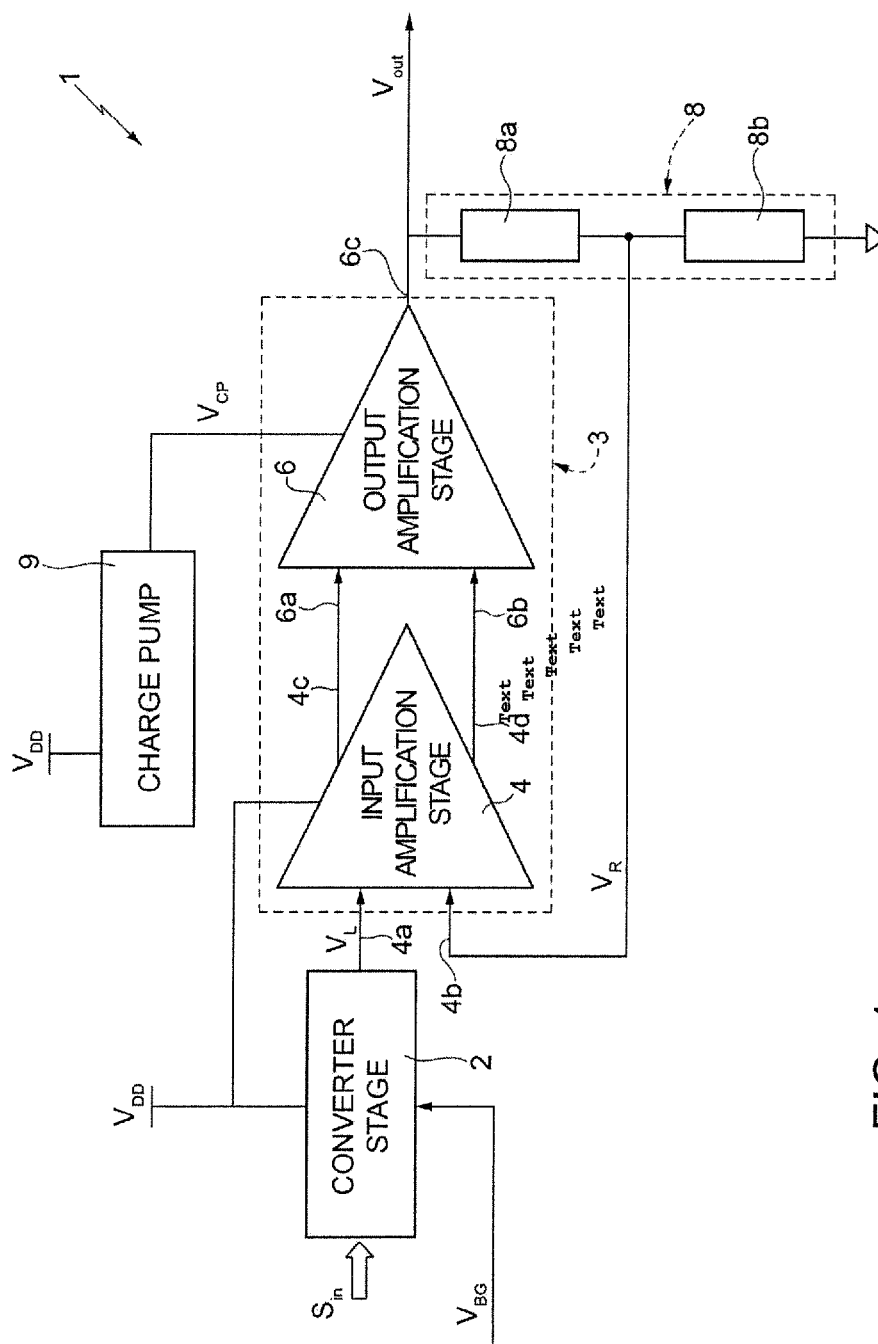 1
V_DD
CHARGE PUMP
9
V_CP
V_DD
S_in
CONVERTER
STAGE
2
V_BG
V_L
4a
4b
INPUT
AMPLIFICATION
STAGE
4
4c
6a
4d
6b
OUTPUT
AMPLIFICATION
STAGE
6
6c
3
V_out
8
8a
8b
V_R
Text
Text
Text
Text
Text